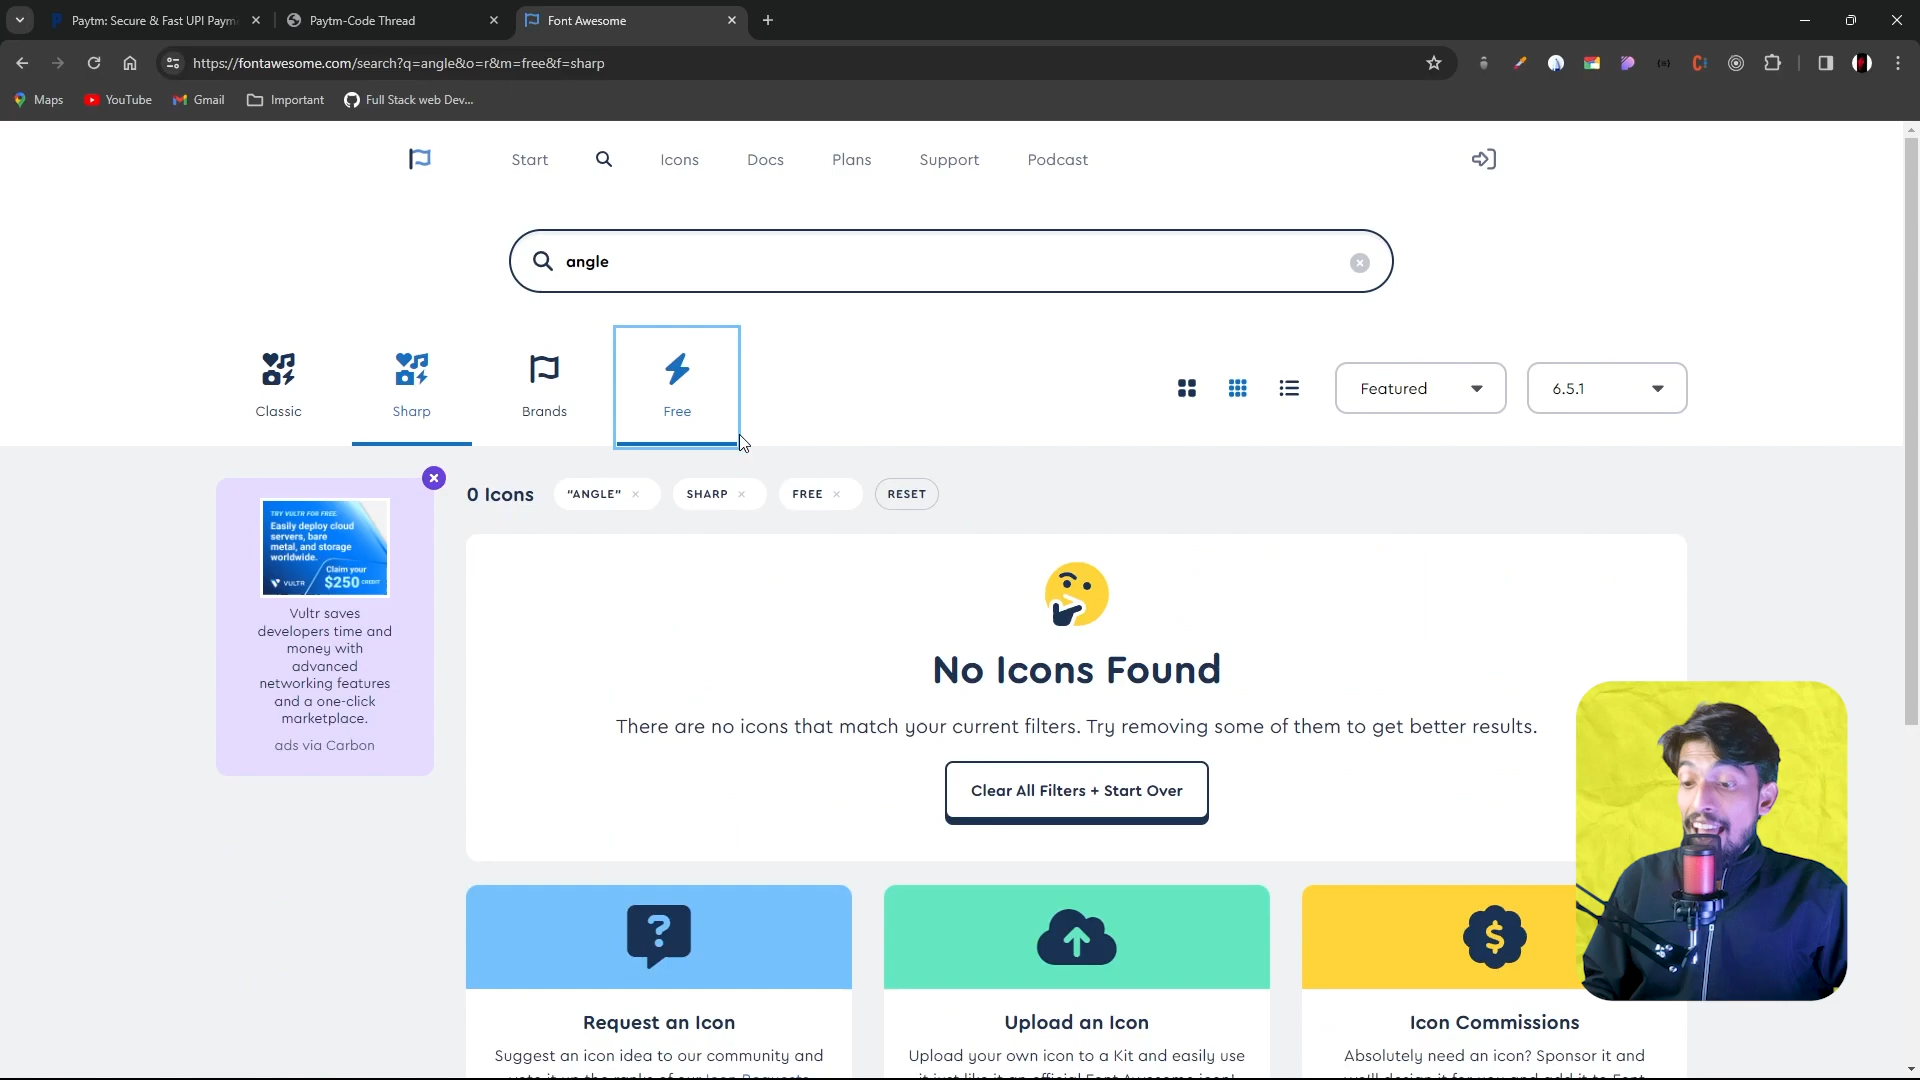 Paytm: Secure & Fast UPI Paym
Paytm-Code Thread
Font Awesome
https://fontawesome.com/search?q=angle&o=r&m=free&f=sharp
Maps
YouTube
Gmail
Important
Full Stack web Dev...
Start
Icons
Docs
Plans
Support
Podcast
angle
Classic
Sharp
Brands
Free
Featured
6.5.1
0 Icons
"ANGLE"
SHARP
FREE
RESET
TRY VULTR FOR FREE.
Easily deploy cloud
servers, bare
metal, and storage
worldwide.
Claim your
VULTR
$250 CREDIT
Vultr saves
developers time and
money with
advanced
networking features
and a one-click
marketplace.
ads via Carbon
No Icons Found
There are no icons that match your current filters. Try removing some of them to get better results.
Clear All Filters + Start Over
Request an Icon
Suggest an icon idea to our community and
Upload an Icon
Upload your own icon to a Kit and easily use
Icon Commissions
Absolutely need an icon? Sponsor it and